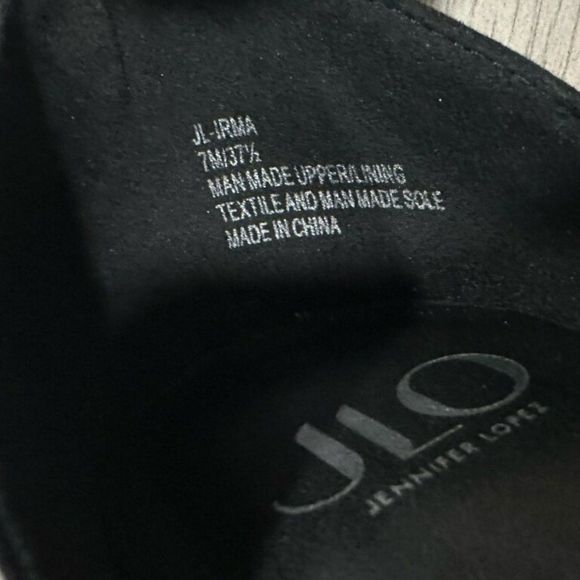 JL-IRMA
7M/37½
MAN MADE UPPER/LINING
TEXTILE AND MAN MADE SOLE
MADE IN CHINA
JLO
JENNIFER LOPEZ